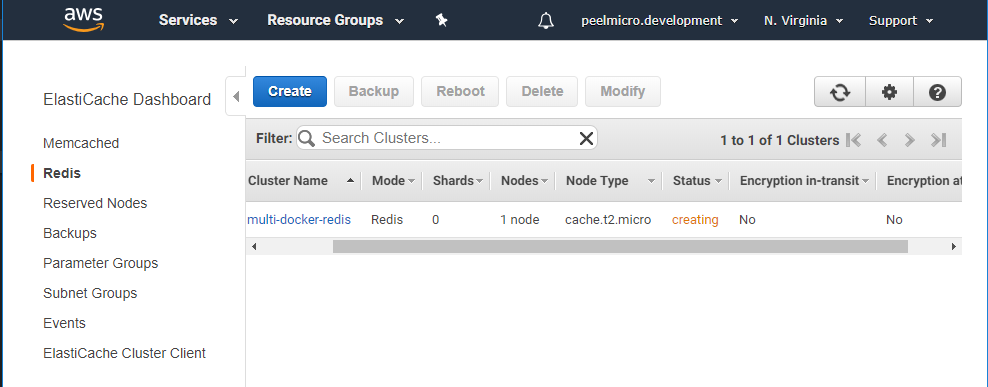 aws Services Resource Groups peelmicro.development N. Virginia Support
ElastiCache Dashboard
Memcached
Redis
Reserved Nodes
Backups
Parameter Groups
Subnet Groups
Events
ElastiCache Cluster Client
Create Backup Reboot Delete Modify
Filter: Search Clusters... 1 to 1 of 1 Clusters
Cluster Name Mode Shards Nodes Node Type Status Encryption in-transit Encryption at
multi-docker-redis Redis 0 1 node cache.t2.micro creating No No